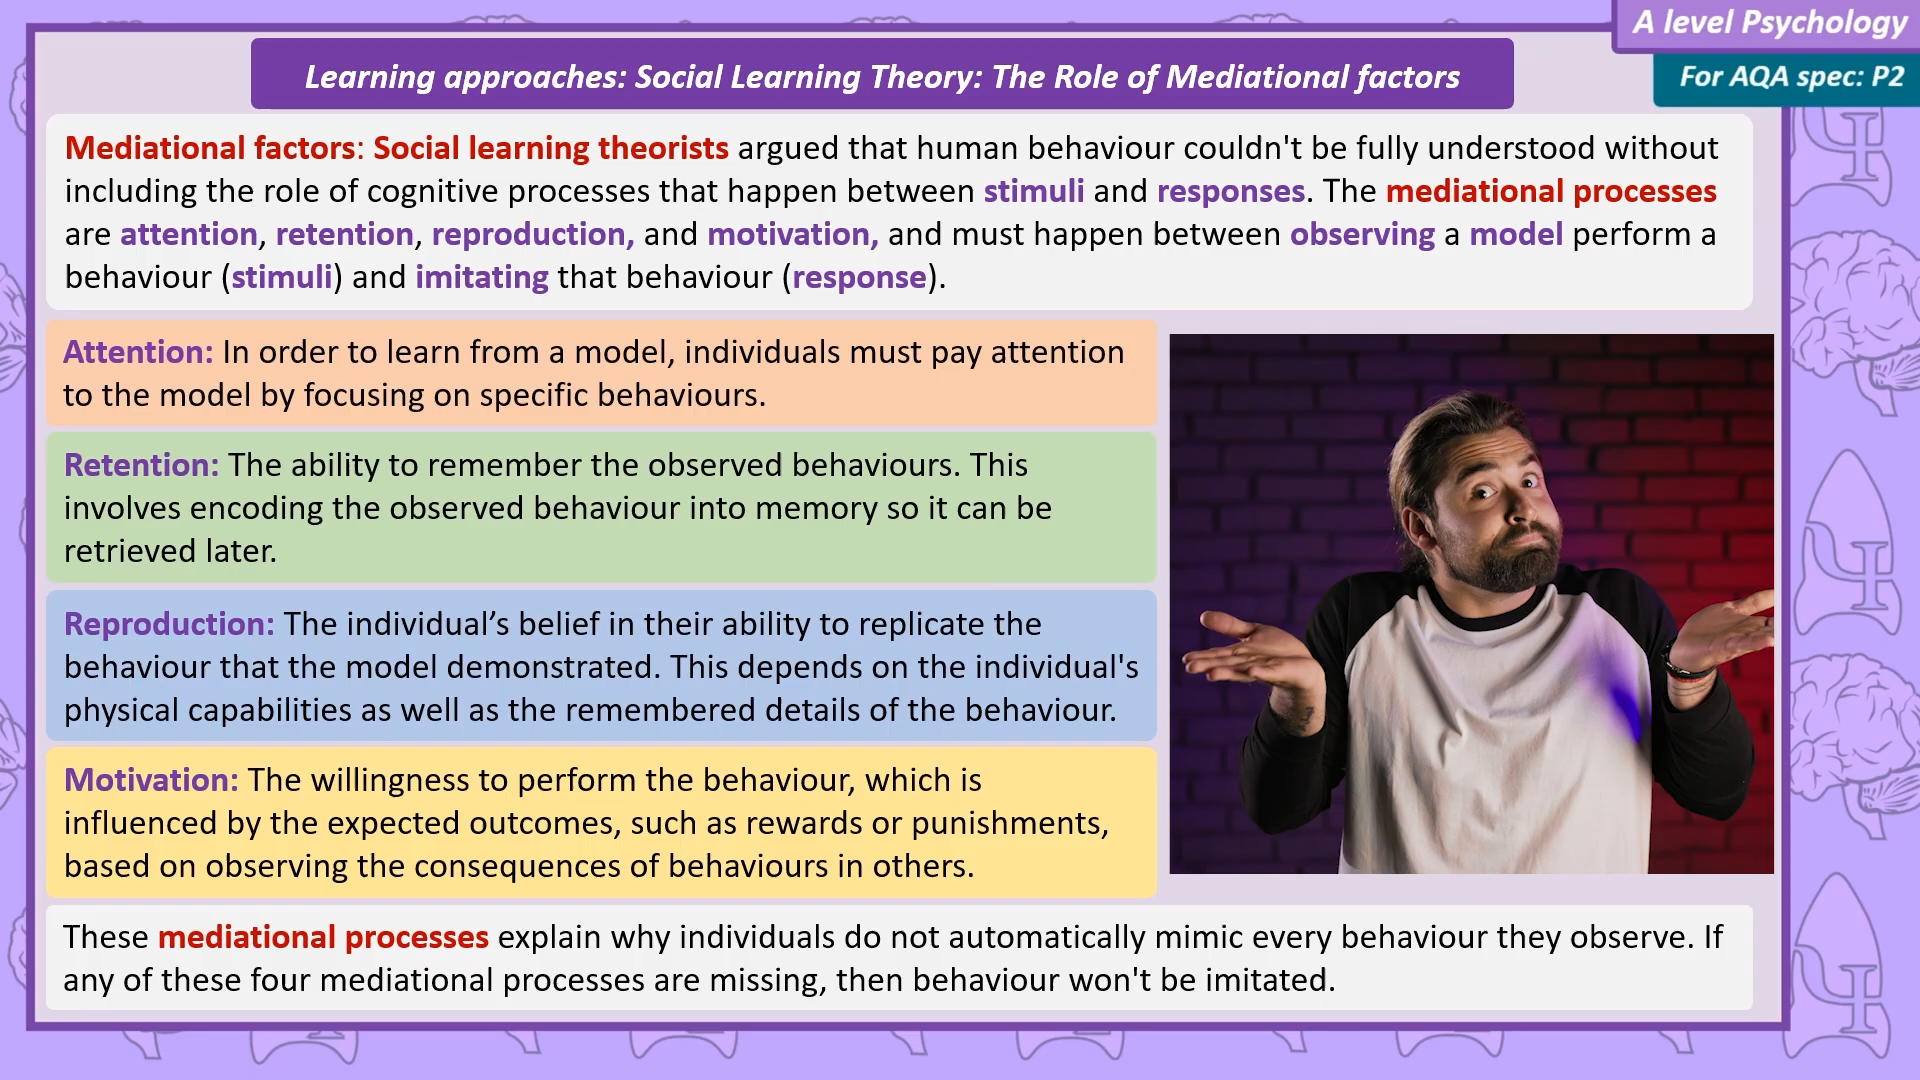 A level Psychology
For AQA spec: P2
Learning approaches: Social Learning Theory: The Role of Mediational factors
Mediational factors: Social learning theorists argued that human behaviour couldn't be fully understood without
including the role of cognitive processes that happen between stimuli and responses. The mediational processes
are attention, retention, reproduction, and motivation, and must happen between observing a model perform a
behaviour (stimuli) and imitating that behaviour (response).
Attention: In order to learn from a model, individuals must pay attention
to the model by focusing on specific behaviours.
Retention: The ability to remember the observed behaviours. This
involves encoding the observed behaviour into memory so it can be
retrieved later.
Reproduction: The individual’s belief in their ability to replicate the
behaviour that the model demonstrated. This depends on the individual's
physical capabilities as well as the remembered details of the behaviour.
Motivation: The willingness to perform the behaviour, which is
influenced by the expected outcomes, such as rewards or punishments,
based on observing the consequences of behaviours in others.
These mediational processes explain why individuals do not automatically mimic every behaviour they observe. If
any of these four mediational processes are missing, then behaviour won't be imitated.